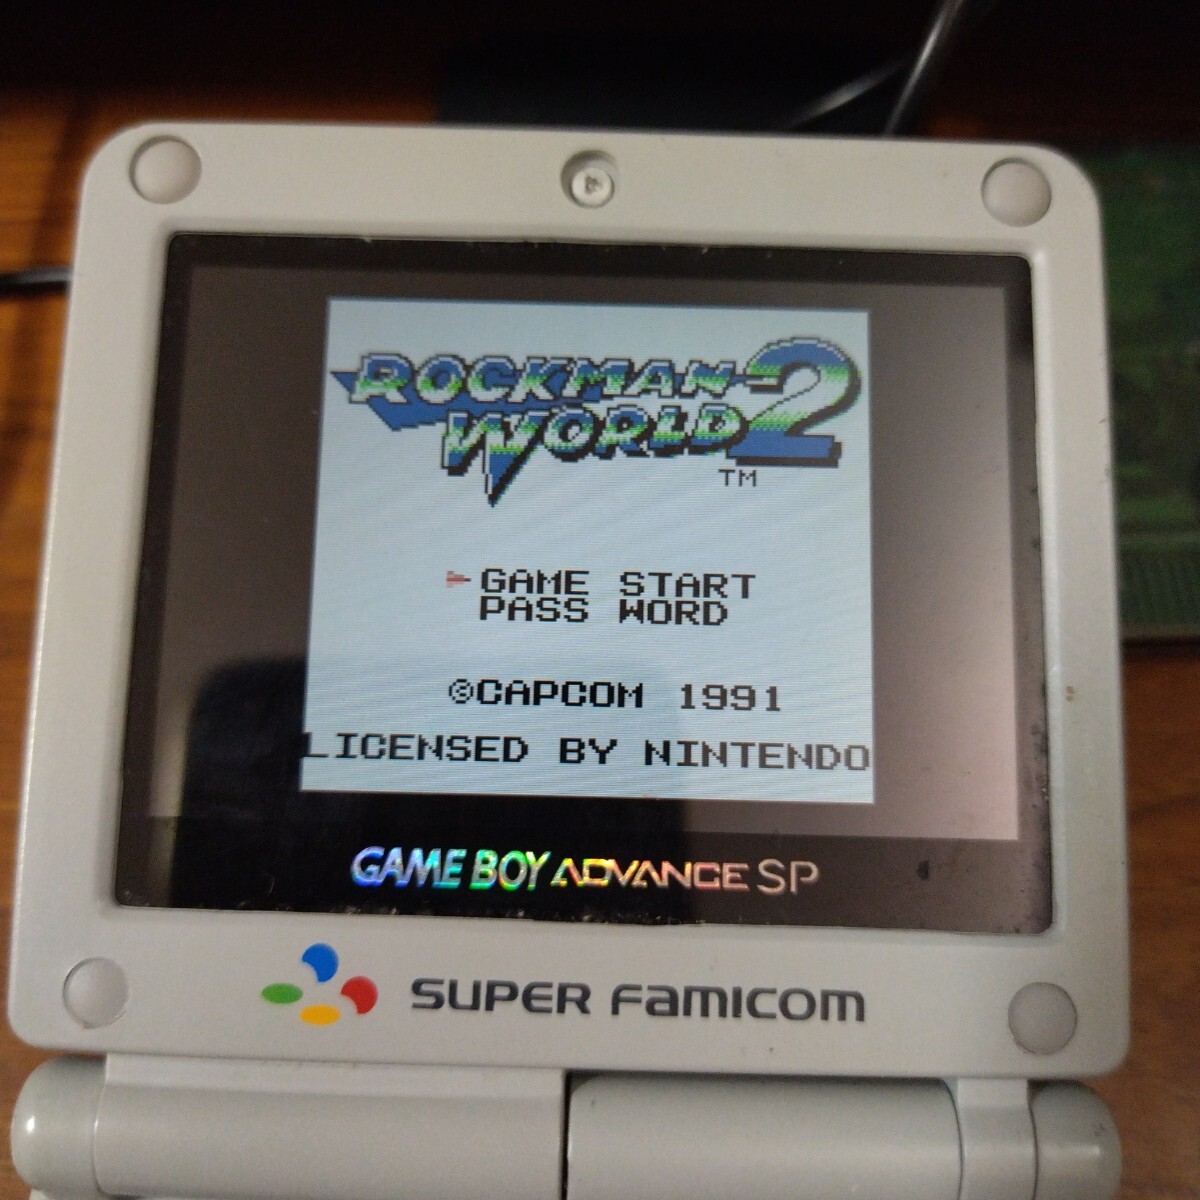 ROCKMAN
WORLD 2
TM
GAME START
PASS WORD
©CAPCOM 1991
LICENSED BY NINTENDO
GAME BOY ADVANCE SP
SUPER FAMICOM